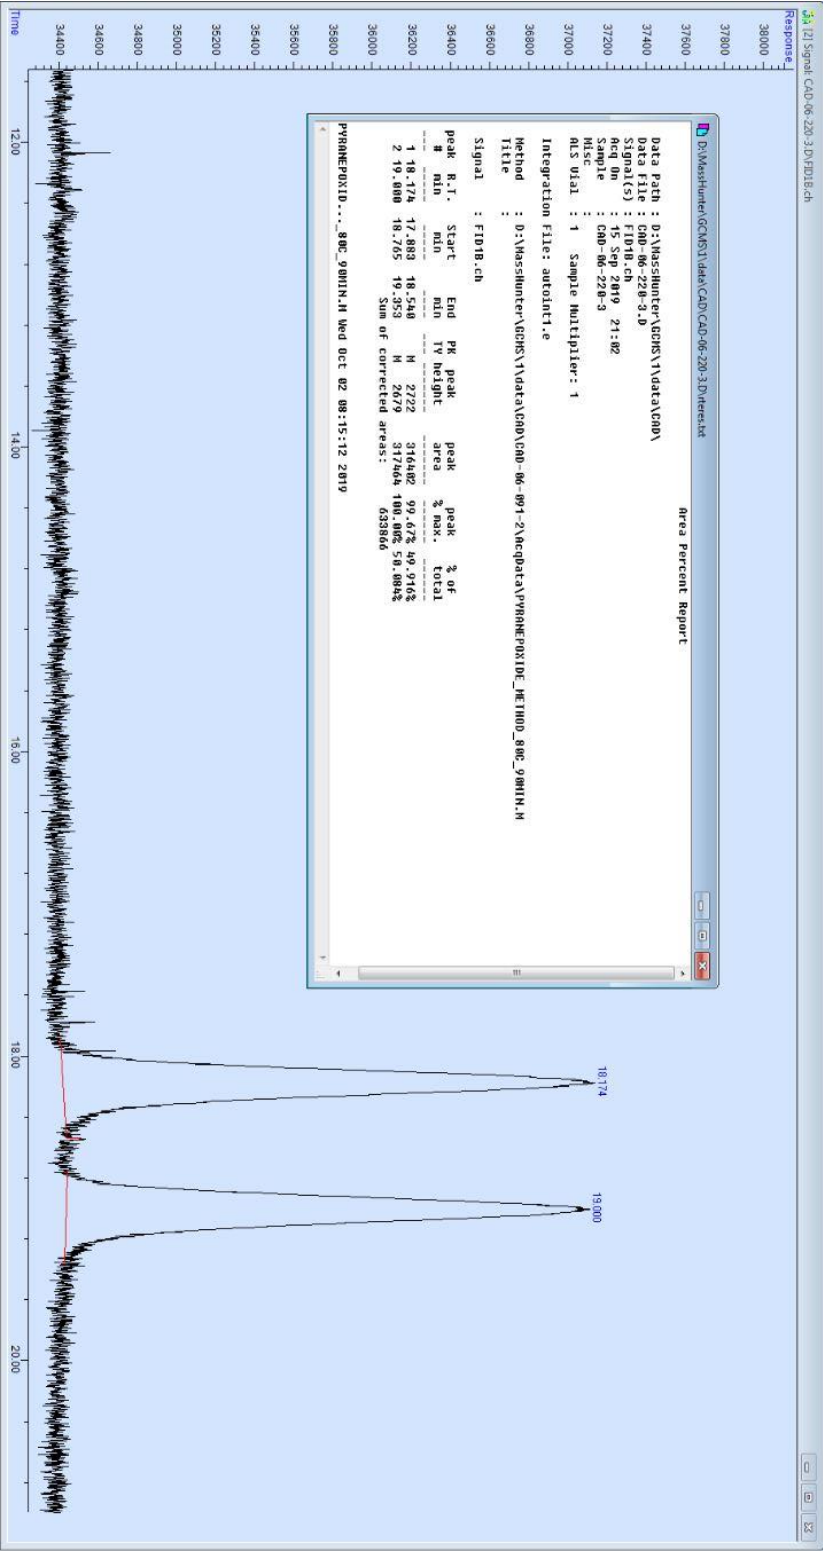 [2] Signal: CAD-06-220-3.D\FID1B.ch
Response
38000
37800
37600
37400
37200
37000
36800
36600
36400
36200
36000
35800
35600
35400
35200
35000
34800
34600
34400
Time
12.00
14.00
16.00
18.00
20.00
18.174
19.000
D:\MassHunter\GCMS\1\data\CAD\CAD-06-220-3.D\rteres.txt
Area Percent Report
Data Path : D:\MassHunter\GCMS\1\data\CAD\
Data File : CAD-06-220-3.D
Signal(s) : FID1B.ch
Acq On : 15 Sep 2019 21:02
Sample : CAD-06-220-3
Misc :
ALS Vial : 1 Sample Multiplier: 1
Integration File: autoint1.e
Method : D:\MassHunter\GCMS\1\data\CAD\CAD-06-091-2\AcqData\PYRANEPOXIDE_METHOD_80C_90MIN.M
Title :
Signal : FID1B.ch
peak R.T. Start End PK peak peak peak % of
# min min min TY height area % max. total
--- ----- ----- ----- --- ------- ------- ------ -------
1 18.174 17.883 18.540 M 2722 316402 99.67% 49.916%
2 19.000 18.765 19.353 M 2679 317464 100.00% 50.084%
Sum of corrected areas: 633866
PYRANEPOXID..._80C_90MIN.M Wed Oct 02 08:15:12 2019